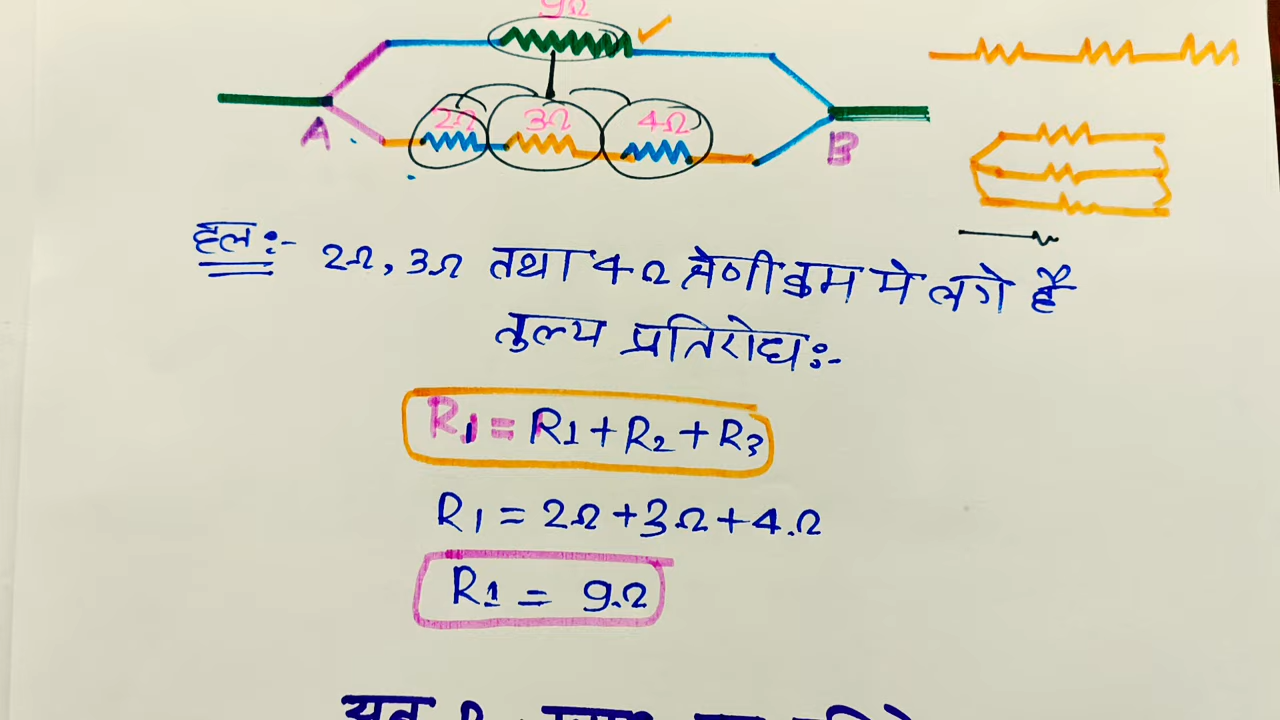 9Ω
2Ω 3Ω 4Ω
A B
हल:- 2Ω, 3Ω तथा 4Ω श्रेणीक्रम मे लगे है
तुल्य प्रतिरोध:-
R1 = R1 + R2 + R3
R1 = 2Ω + 3Ω + 4Ω
R1 = 9Ω